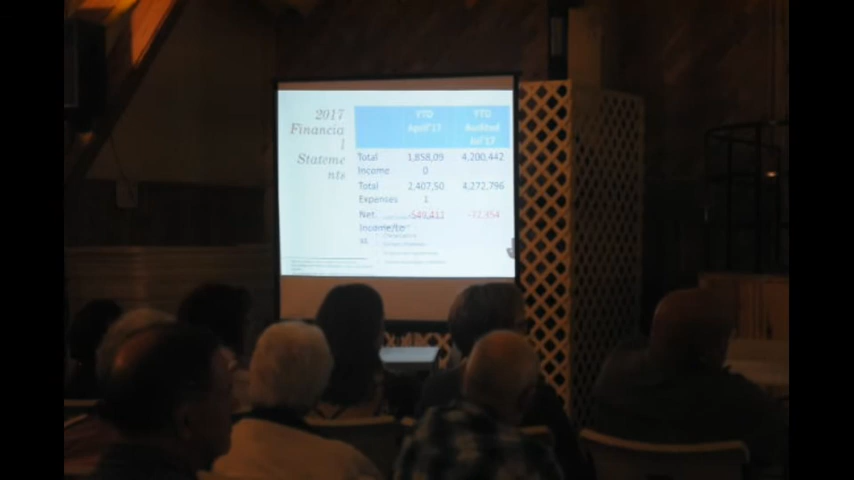 2017
Financia
l
Stateme
nts
YTD
April'17
YTD
Audited
Jul'17
Total
Income
1,858,09
0
4,200,442
Total
Expenses
2,407,50
1
4,272,796
Net
Income/Lo
ss
-549,411
-72,354